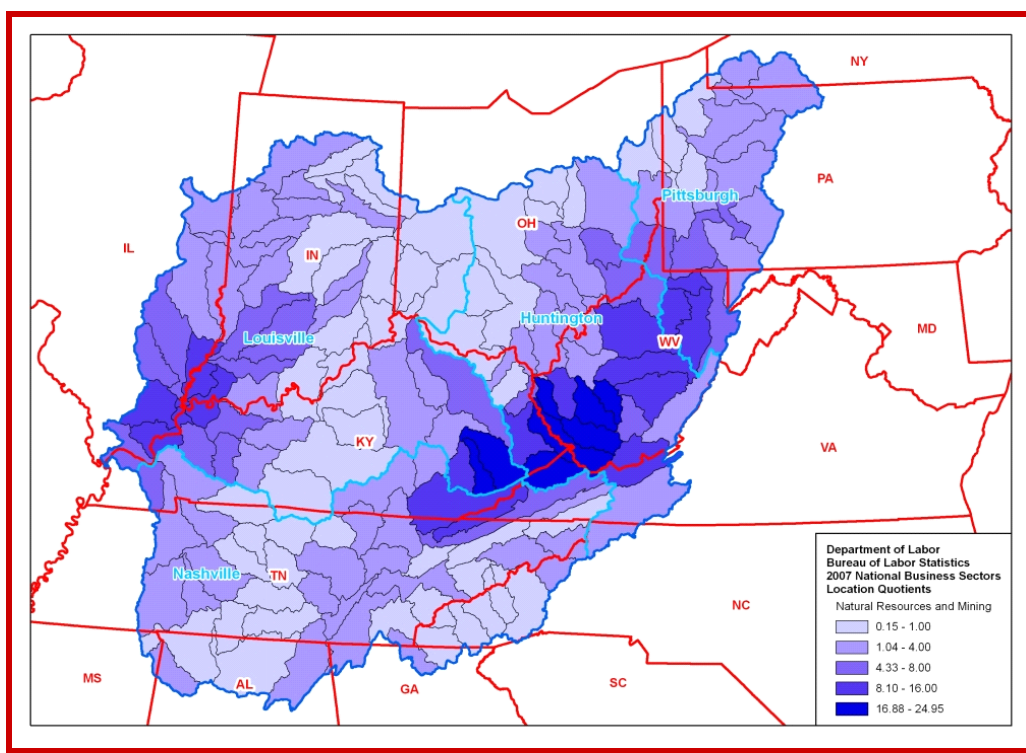 NY
PA
Pittsburgh
OH
IL
IN
MD
Huntington
Louisville
WV
KY
VA
Nashville
TN
NC
MS
AL
GA
SC
Department of Labor
Bureau of Labor Statistics
2007 National Business Sectors
Location Quotients
Natural Resources and Mining
0.15 - 1.00
1.04 - 4.00
4.33 - 8.00
8.10 - 16.00
16.88 - 24.95